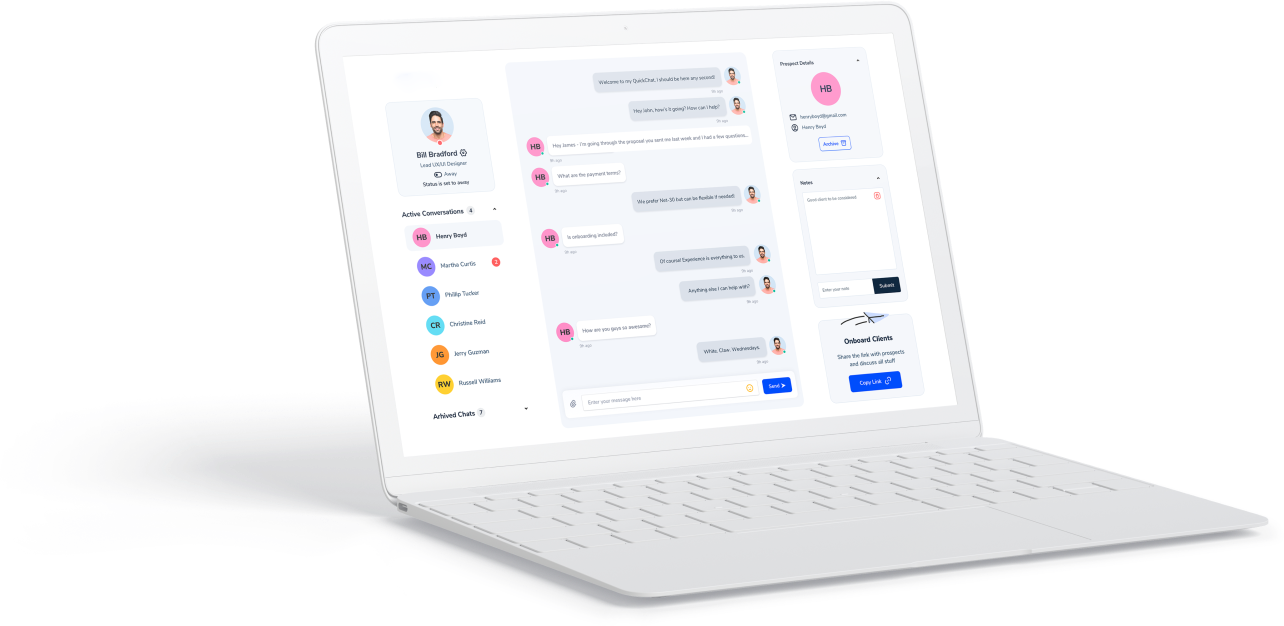 Bill Bradford
Lead UX/UI Designer
Away
Status is set to away
Active Conversations 4
HB Henry Boyd
MC Martha Curtis
PT Phillip Tucker
CR Christine Reid
JG Jerry Guzman
RW Russell Williams
Arhived Chats 7
Welcome to my QuickChat, I should be here any second!
5h ago
Hey John, how's it going? How can I help?
5h ago
HB Hey James - I'm going through the proposal you sent me last week and I had a few questions...
5h ago
HB What are the payment terms?
5h ago
We prefer Net-30 but can be flexible if needed!
5h ago
HB Is onboarding included?
5h ago
Of course! Experience is everything to us.
5h ago
Anything else I can help with?
5h ago
HB How are you guys so awesome?
5h ago
White. Claw. Wednesdays.
5h ago
Enter your message here
Send
Prospect Details
HB
henryboyd@gmail.com
Henry Boyd
Archive
Notes
Good client to be considered.
Enter your note
Submit
Onboard Clients
Share the link with prospects
and discuss all stuff
Copy Link